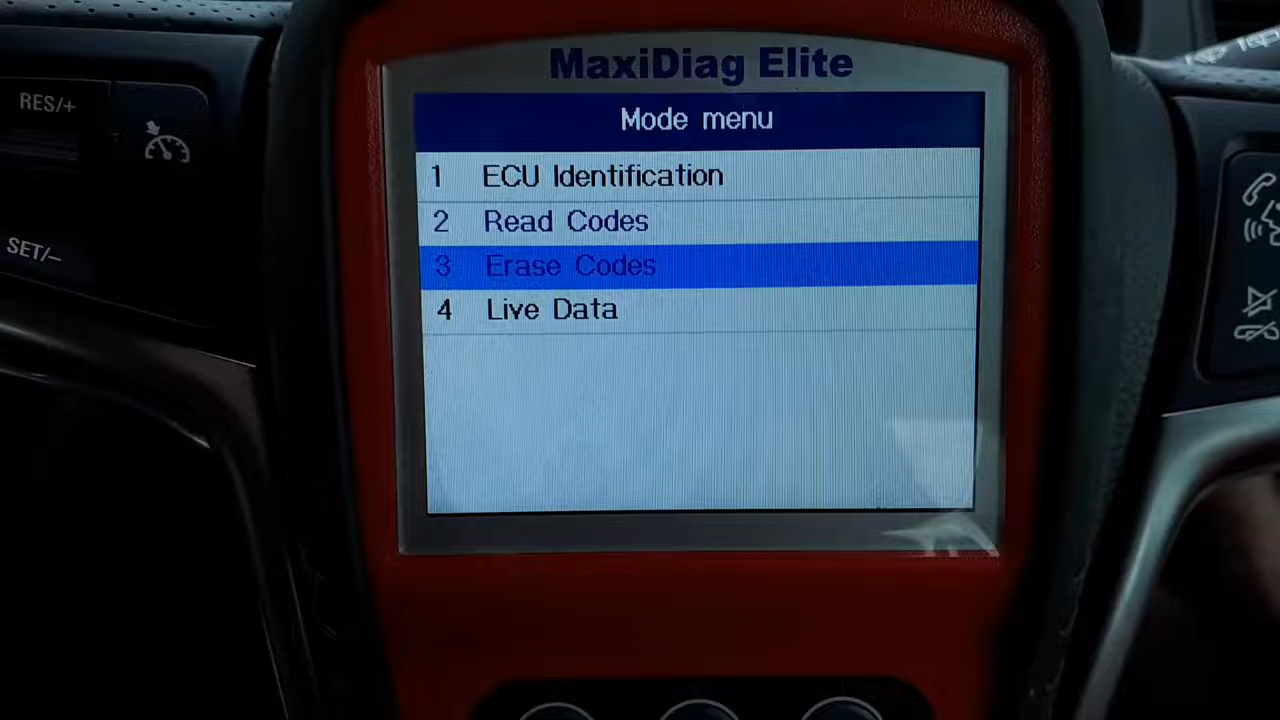 MaxiDiag Elite
Mode menu
1 ECU Identification
2 Read Codes
3 Erase Codes
4 Live Data
RES/+
SET/–